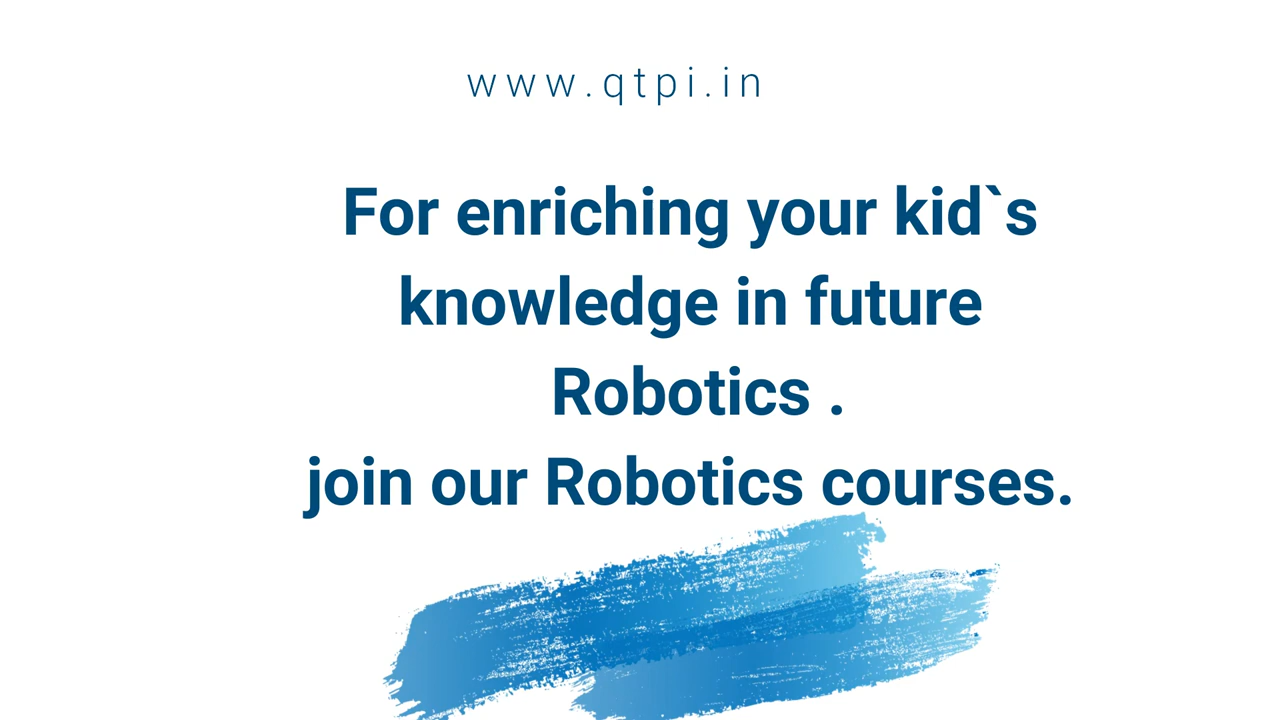 www.qtpi.in
For enriching your kid`s
knowledge in future
Robotics .
join our Robotics courses.